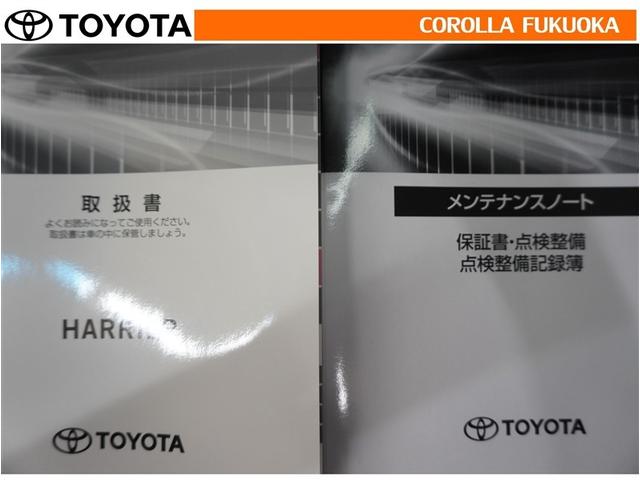 TOYOTA
COROLLA FUKUOKA
取扱書
よくお読みになってご使用ください。
取扱書は車の中に保管しましょう。
TOYOTA
メンテナンスノート
保証書・点検整備
点検整備記録簿
TOYOTA